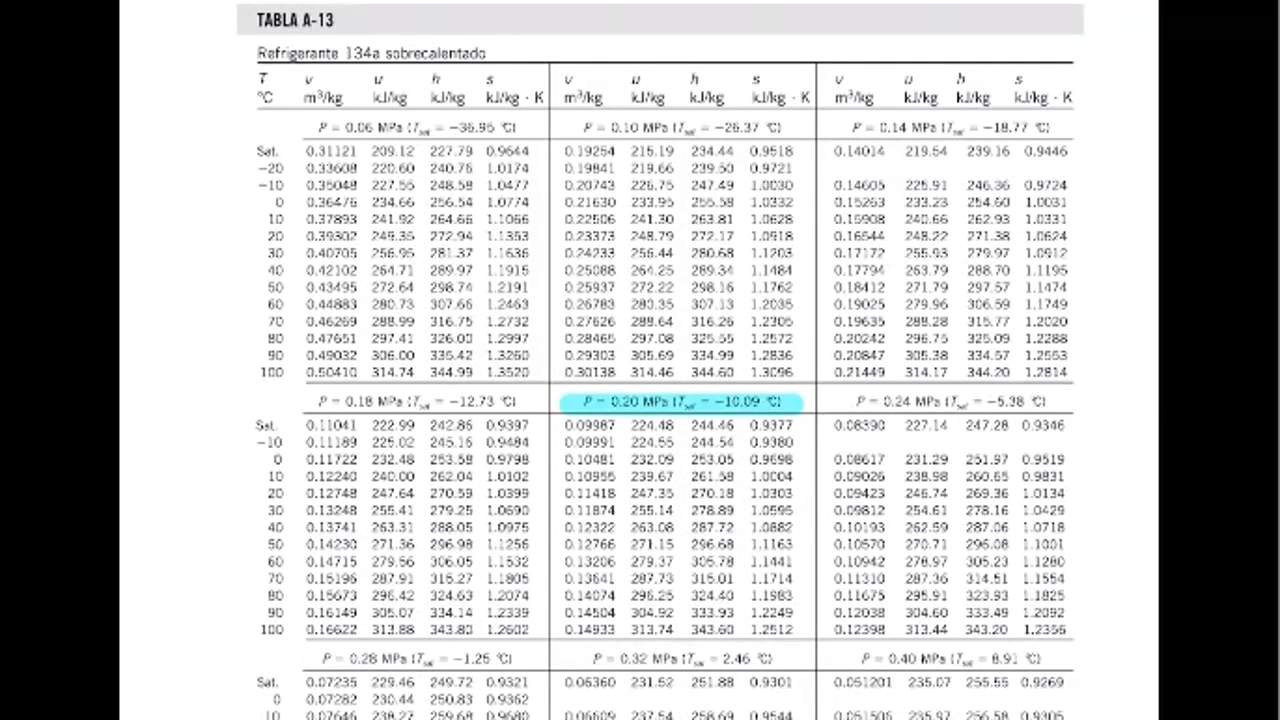 TABLA A-13
Refrigerante 134a sobrecalentado
T v u h s v u h s v u h s
°C m³/kg kJ/kg kJ/kg kJ/kg · K m³/kg kJ/kg kJ/kg kJ/kg · K m³/kg kJ/kg kJ/kg kJ/kg · K
P = 0.06 MPa (T sat = −36.95 °C) P = 0.10 MPa (T sat = −26.37 °C) P = 0.14 MPa (T sat = −18.77 °C)
Sat. 0.31121 209.12 227.79 0.9644 0.19254 215.19 234.44 0.9518 0.14014 219.54 239.16 0.9446
−20 0.33608 220.60 240.76 1.0174 0.19841 219.66 239.50 0.9721
−10 0.35048 227.55 248.58 1.0477 0.20743 226.75 247.49 1.0030 0.14605 225.91 246.36 0.9724
0 0.36476 234.66 256.54 1.0774 0.21630 233.95 255.58 1.0332 0.15263 233.23 254.60 1.0031
10 0.37893 241.92 264.66 1.1066 0.22506 241.30 263.81 1.0628 0.15908 240.66 262.93 1.0331
20 0.39302 249.35 272.94 1.1353 0.23373 248.79 272.17 1.0918 0.16544 248.22 271.38 1.0624
30 0.40705 256.95 281.37 1.1636 0.24233 256.44 280.68 1.1203 0.17172 255.93 279.97 1.0912
40 0.42102 264.71 289.97 1.1915 0.25088 264.25 289.34 1.1484 0.17794 263.79 288.70 1.1195
50 0.43495 272.64 298.74 1.2191 0.25937 272.22 298.16 1.1762 0.18412 271.79 297.57 1.1474
60 0.44883 280.73 307.66 1.2463 0.26783 280.35 307.13 1.2035 0.19025 279.96 306.59 1.1749
70 0.46269 288.99 316.75 1.2732 0.27626 288.64 316.26 1.2305 0.19635 288.28 315.77 1.2020
80 0.47651 297.41 326.00 1.2997 0.28465 297.08 325.55 1.2572 0.20242 296.75 325.09 1.2288
90 0.49032 306.00 335.42 1.3260 0.29303 305.69 334.99 1.2836 0.20847 305.38 334.57 1.2553
100 0.50410 314.74 344.99 1.3520 0.30138 314.46 344.60 1.3096 0.21449 314.17 344.20 1.2814
P = 0.18 MPa (T sat = −12.73 °C) P = 0.20 MPa (T sat = −10.09 °C) P = 0.24 MPa (T sat = −5.38 °C)
Sat. 0.11041 222.99 242.86 0.9397 0.09987 224.48 244.46 0.9377 0.08390 227.14 247.28 0.9346
−10 0.11189 225.02 245.16 0.9484 0.09991 224.55 244.54 0.9380
0 0.11722 232.48 253.58 0.9798 0.10481 232.09 253.05 0.9698 0.08617 231.29 251.97 0.9519
10 0.12240 240.00 262.04 1.0102 0.10955 239.67 261.58 1.0004 0.09026 238.98 260.65 0.9831
20 0.12748 247.64 270.59 1.0399 0.11418 247.35 270.18 1.0303 0.09423 246.74 269.36 1.0134
30 0.13248 255.41 279.25 1.0690 0.11874 255.14 278.89 1.0595 0.09812 254.61 278.16 1.0429
40 0.13741 263.31 288.05 1.0975 0.12322 263.08 287.72 1.0882 0.10193 262.59 287.06 1.0718
50 0.14230 271.36 296.98 1.1256 0.12766 271.15 296.68 1.1163 0.10570 270.71 296.08 1.1001
60 0.14715 279.56 306.05 1.1532 0.13206 279.37 305.78 1.1441 0.10942 278.97 305.23 1.1280
70 0.15196 287.91 315.27 1.1805 0.13641 287.73 315.01 1.1714 0.11310 287.36 314.51 1.1554
80 0.15673 296.42 324.63 1.2074 0.14074 296.25 324.40 1.1983 0.11675 295.91 323.93 1.1825
90 0.16149 305.07 334.14 1.2339 0.14504 304.92 333.93 1.2249 0.12038 304.60 333.49 1.2092
100 0.16622 313.88 343.80 1.2602 0.14933 313.74 343.60 1.2512 0.12398 313.44 343.20 1.2356
P = 0.28 MPa (T sat = −1.25 °C) P = 0.32 MPa (T sat = 2.46 °C) P = 0.40 MPa (T sat = 8.91 °C)
Sat. 0.07235 229.46 249.72 0.9321 0.06360 231.52 251.88 0.9301 0.051201 235.07 255.55 0.9269
0 0.07282 230.44 250.83 0.9362
10 0.07646 238.27 259.68 0.9680 0.06609 237.54 258.69 0.9544 0.051506 235.97 256.58 0.9305